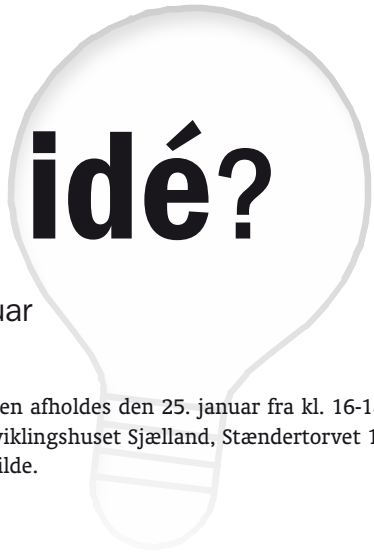 idé?
uar
en afholdes den 25. januar fra kl. 16-1
viklingshuset Sjælland, Stændertorvet 1
ilde.